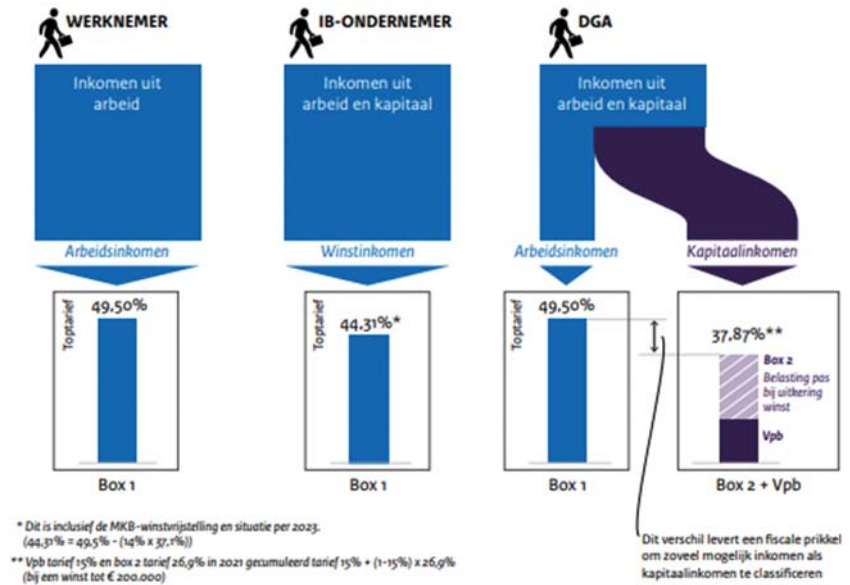 WERKNEMER
Inkomen uit
arbeid
Arbeidsinkomen
Toptarief
49,50%
Box 1
IB-ONDERNEMER
Inkomen uit
arbeid en kapitaal
Winstinkomen
Toptarief
44,31%*
Box 1
DGA
Inkomen uit
arbeid en kapitaal
Arbeidsinkomen
Kapitaalinkomen
Toptarief
49,50%
Box 1
37,87%**
Box 2
Belasting pas
bij uitkering
winst
Vpb
Box 2 + Vpb
* Dit is inclusief de MKB-winstvrijstelling en situatie per 2023.
(44,31% = 49,5% - (14% x 37,1%))
** Vpb tarief 15% en box 2 tarief 26,9% in 2021 gecumuleerd tarief 15% + (1-15%) x 26,9%
(bij een winst tot € 200.000)
Dit verschil levert een fiscale prikkel
om zoveel mogelijk inkomen als
kapitaalinkomen te classificeren